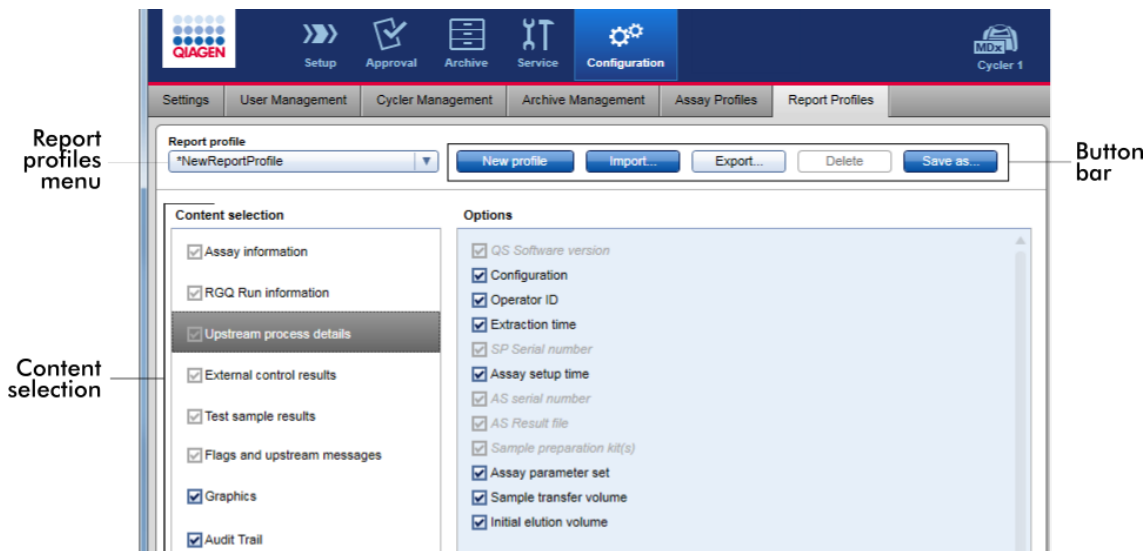 QIAGEN
Setup
Approval
Archive
Service
Configuration
MDx
Cycler 1
Settings
User Management
Cycler Management
Archive Management
Assay Profiles
Report Profiles
Report
profiles
menu
Report profile
*NewReportProfile
New profile
Import...
Export...
Delete
Save as...
Button
bar
Content selection
Options
Assay information
RGQ Run information
Upstream process details
External control results
Test sample results
Flags and upstream messages
Graphics
Audit Trail
QS Software version
Configuration
Operator ID
Extraction time
SP Serial number
Assay setup time
AS serial number
AS Result file
Sample preparation kit(s)
Assay parameter set
Sample transfer volume
Initial elution volume
Content
selection